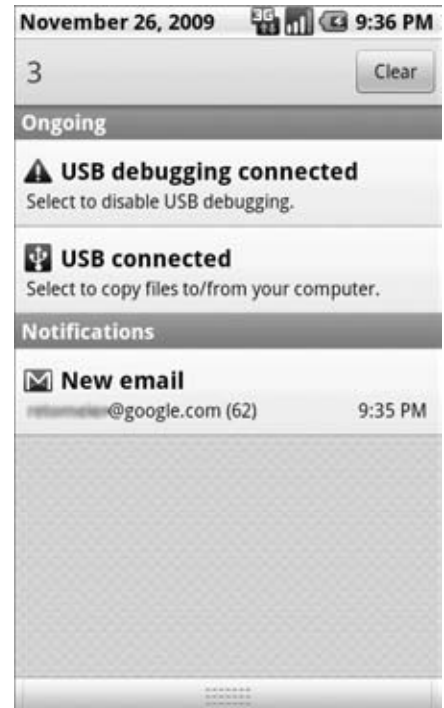 November 26, 2009 3G 9:36 PM
3 Clear
Ongoing
USB debugging connected
Select to disable USB debugging.
USB connected
Select to copy files to/from your computer.
Notifications
New email
@google.com (62) 9:35 PM